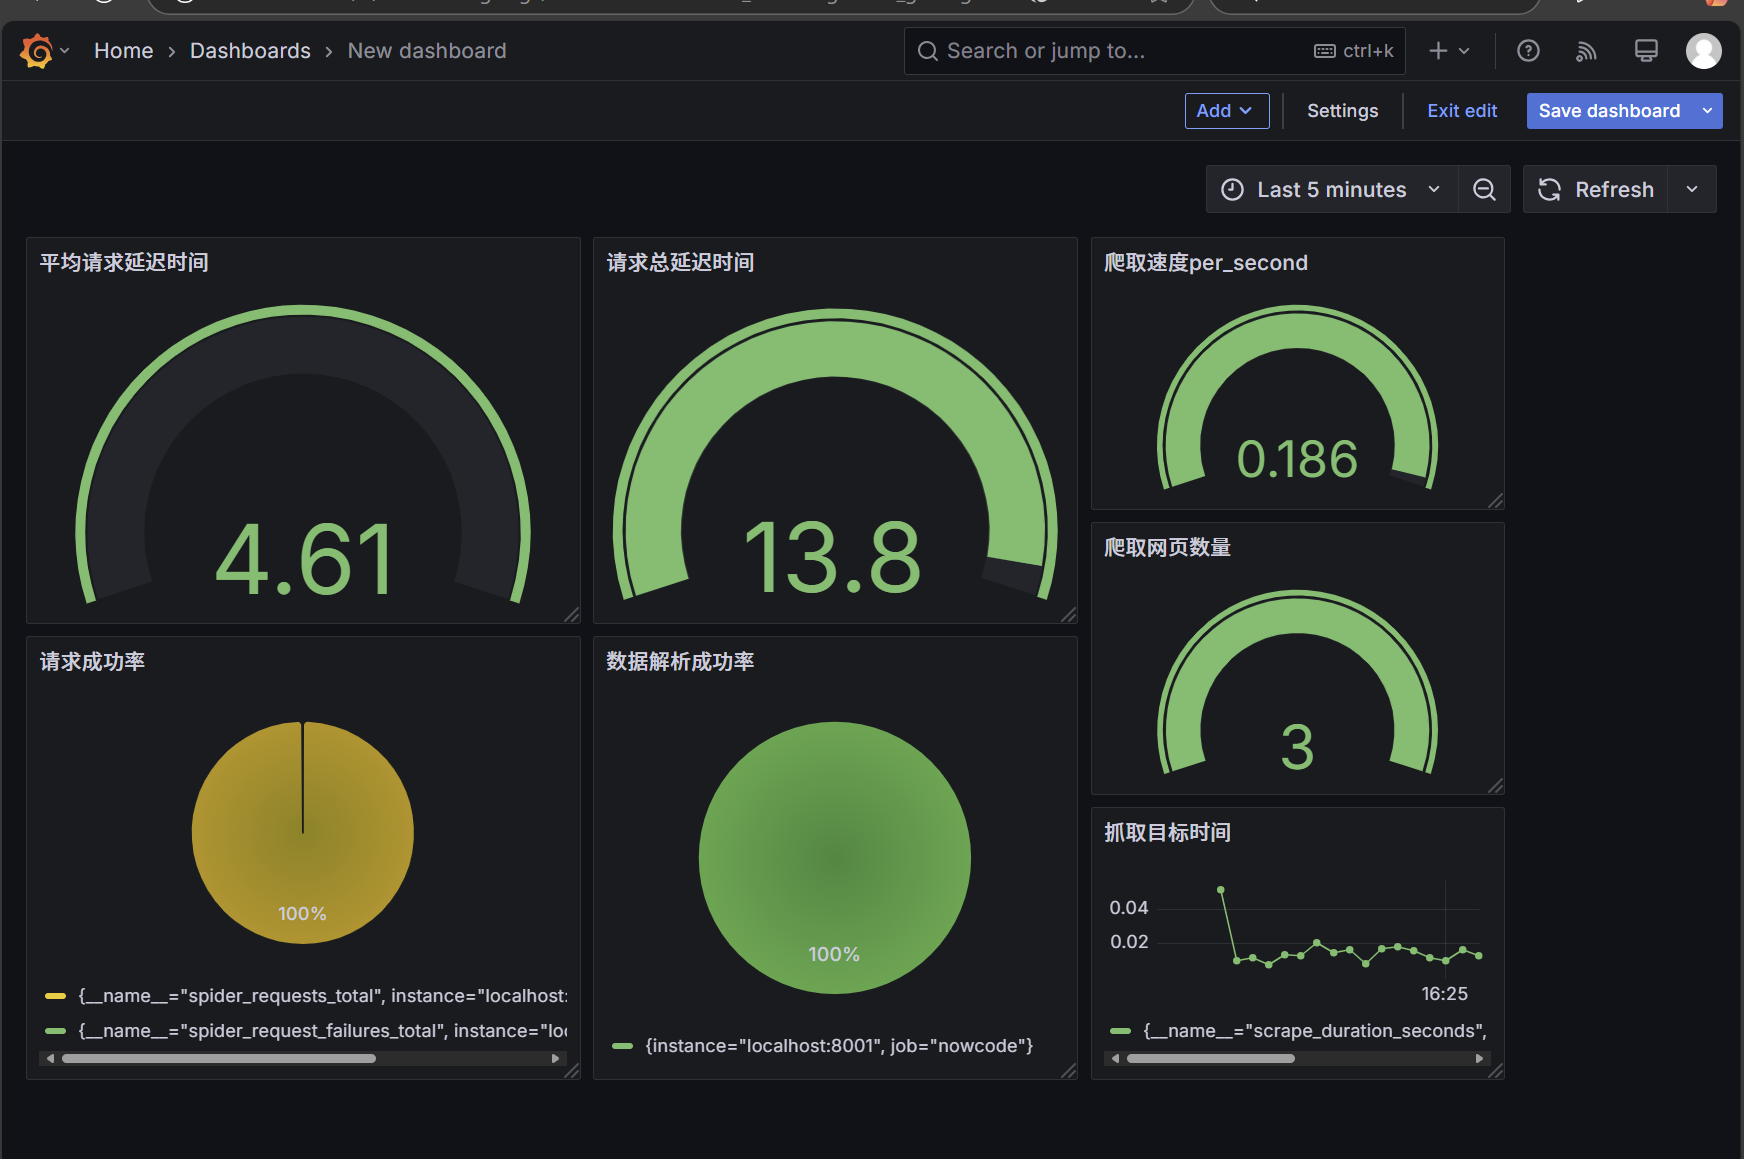 Home › Dashboards › New dashboard
Search or jump to...
ctrl+k
Add
Settings
Exit edit
Save dashboard
Last 5 minutes
Refresh
平均请求延迟时间
4.61
请求总延迟时间
13.8
爬取速度per_second
0.186
爬取网页数量
3
请求成功率
100%
{__name__="spider_requests_total", instance="localhost:
{__name__="spider_request_failures_total", instance="loc
数据解析成功率
100%
{instance="localhost:8001", job="nowcode"}
抓取目标时间
0.04
0.02
16:25
{__name__="scrape_duration_seconds",